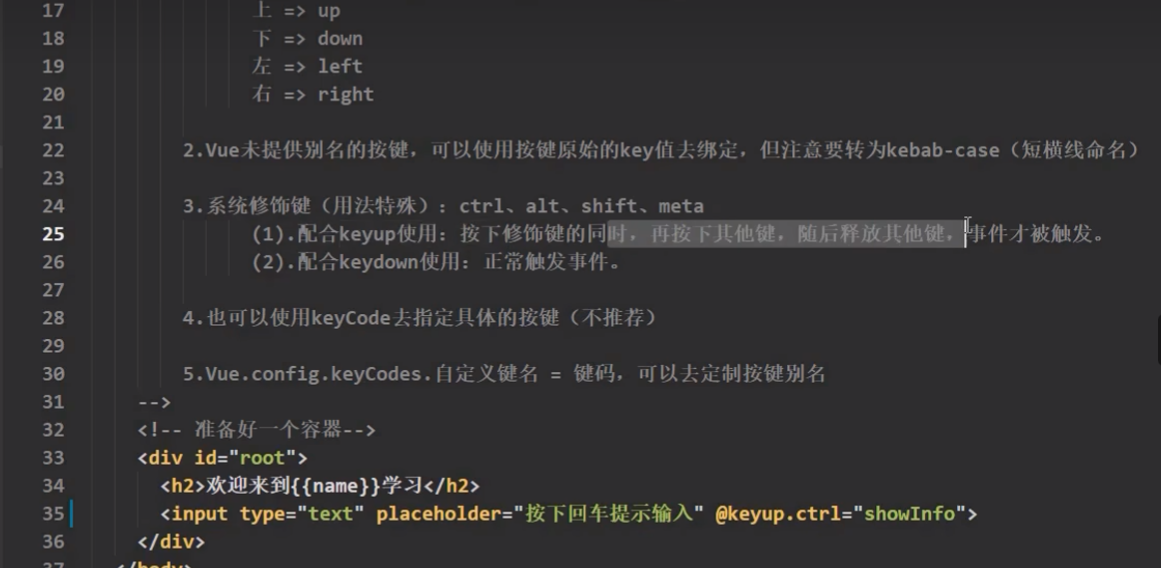 17 上 => up
18 下 => down
19 左 => left
20 右 => right
21
22 2.Vue未提供别名的按键，可以使用按键原始的key值去绑定，但注意要转为kebab-case（短横线命名）
23
24 3.系统修饰键（用法特殊）：ctrl、alt、shift、meta
25 (1).配合keyup使用：按下修饰键的同时，再按下其他键，随后释放其他键，事件才被触发。
26 (2).配合keydown使用：正常触发事件。
27
28 4.也可以使用keyCode去指定具体的按键（不推荐）
29
30 5.Vue.config.keyCodes.自定义键名 = 键码，可以去定制按键别名
31 -->
32 <!-- 准备好一个容器-->
33 <div id="root">
34 <h2>欢迎来到{{name}}学习</h2>
35 <input type="text" placeholder="按下回车提示输入" @keyup.ctrl="showInfo">
36 </div>
37 </body>